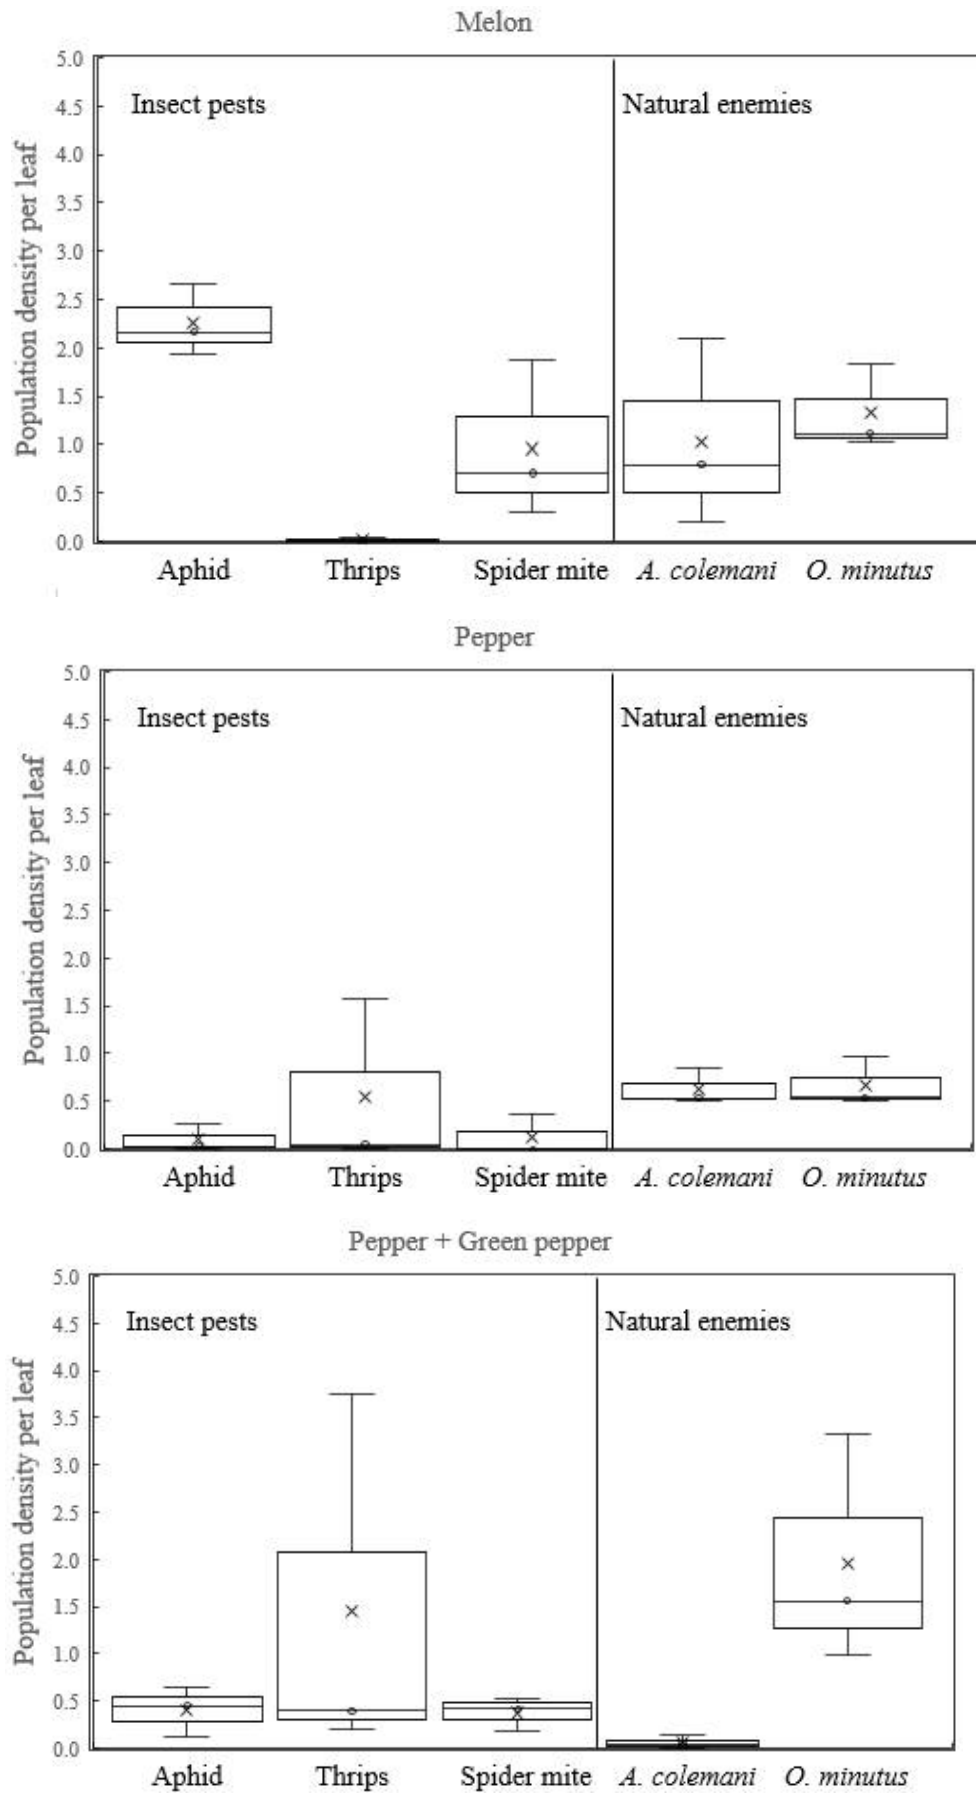 Melon
Population density per leaf
5.0
4.5
4.0
3.5
3.0
2.5
2.0
1.5
1.0
0.5
0.0
Insect pests
Natural enemies
Aphid Thrips Spider mite A. colemani O. minutus
Pepper
Population density per leaf
5.0
4.5
4.0
3.5
3.0
2.5
2.0
1.5
1.0
0.5
0.0
Insect pests
Natural enemies
Aphid Thrips Spider mite A. colemani O. minutus
Pepper + Green pepper
Population density per leaf
5.0
4.5
4.0
3.5
3.0
2.5
2.0
1.5
1.0
0.5
0.0
Insect pests
Natural enemies
Aphid Thrips Spider mite A. colemani O. minutus